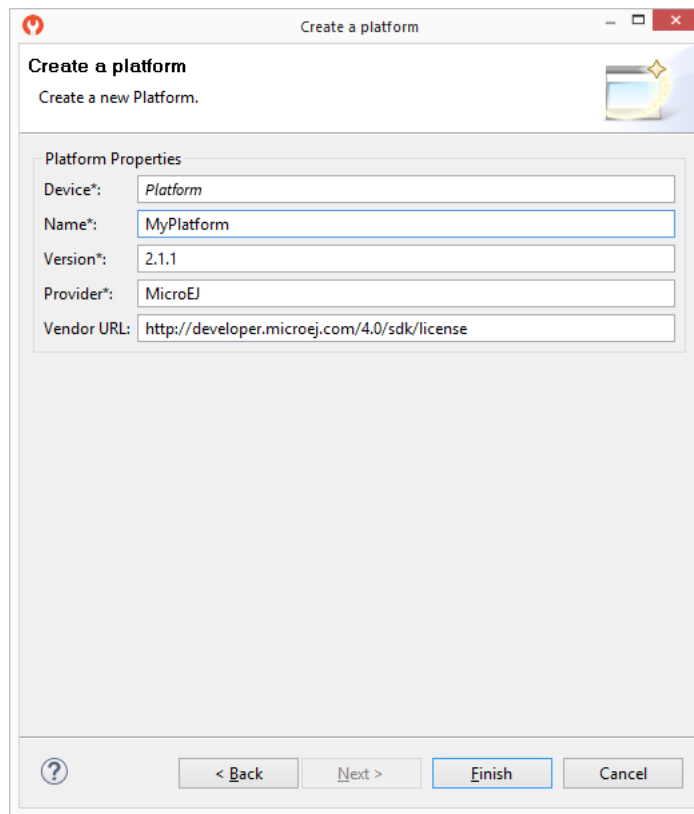 Create a platform
Create a platform
Create a new Platform.
Platform Properties
Device*: Platform
Name*: MyPlatform
Version*: 2.1.1
Provider*: MicroEJ
Vendor URL: http://developer.microej.com/4.0/sdk/license
?
< Back Next > Finish Cancel